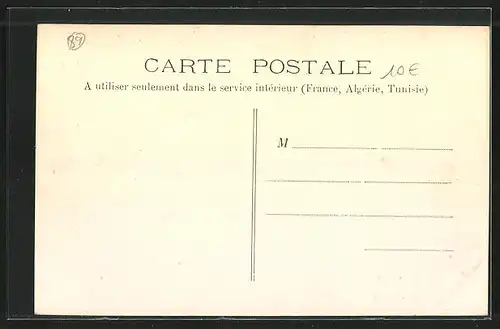 89
CARTE POSTALE 10€
A utiliser seulement dans le service intérieur (France, Algérie, Tunisie)
M